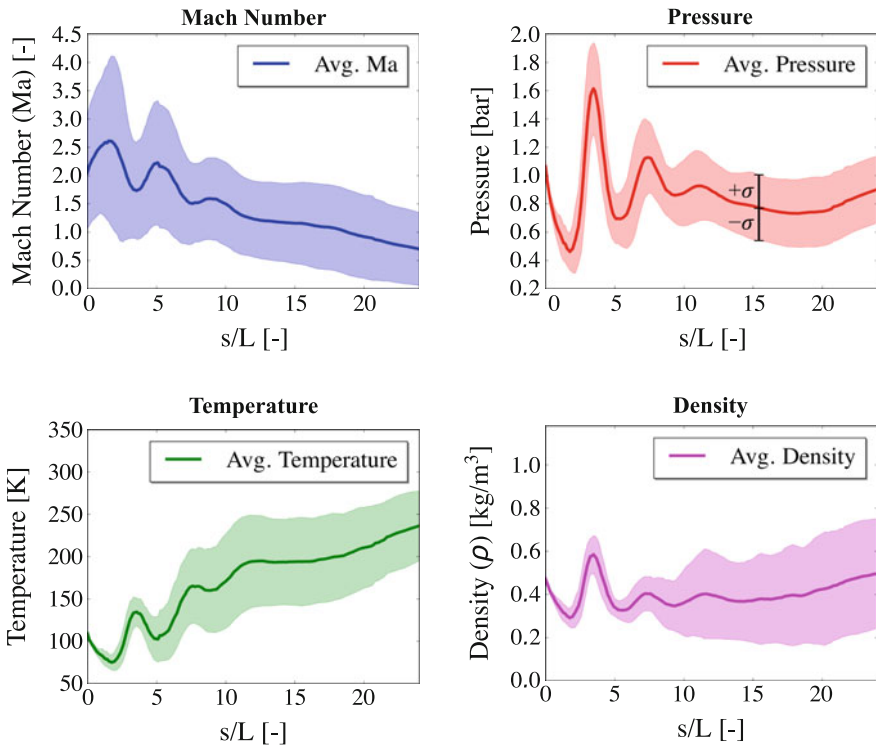 Mach Number
4.5
4.0
3.5
3.0
2.5
2.0
1.5
1.0
0.5
0.0
Mach Number (Ma) [-]
Avg. Ma
0 5 10 15 20
s/L [-]
Pressure
2.0
1.8
1.6
1.4
1.2
1.0
0.8
0.6
0.4
0.2
Pressure [bar]
Avg. Pressure
+σ
−σ
0 5 10 15 20
s/L [-]
Temperature
350
300
250
200
150
100
50
Temperature [K]
Avg. Temperature
0 5 10 15 20
s/L [-]
Density
1.0
0.8
0.6
0.4
0.2
0.0
Density (ρ) [kg/m³]
Avg. Density
0 5 10 15 20
s/L [-]